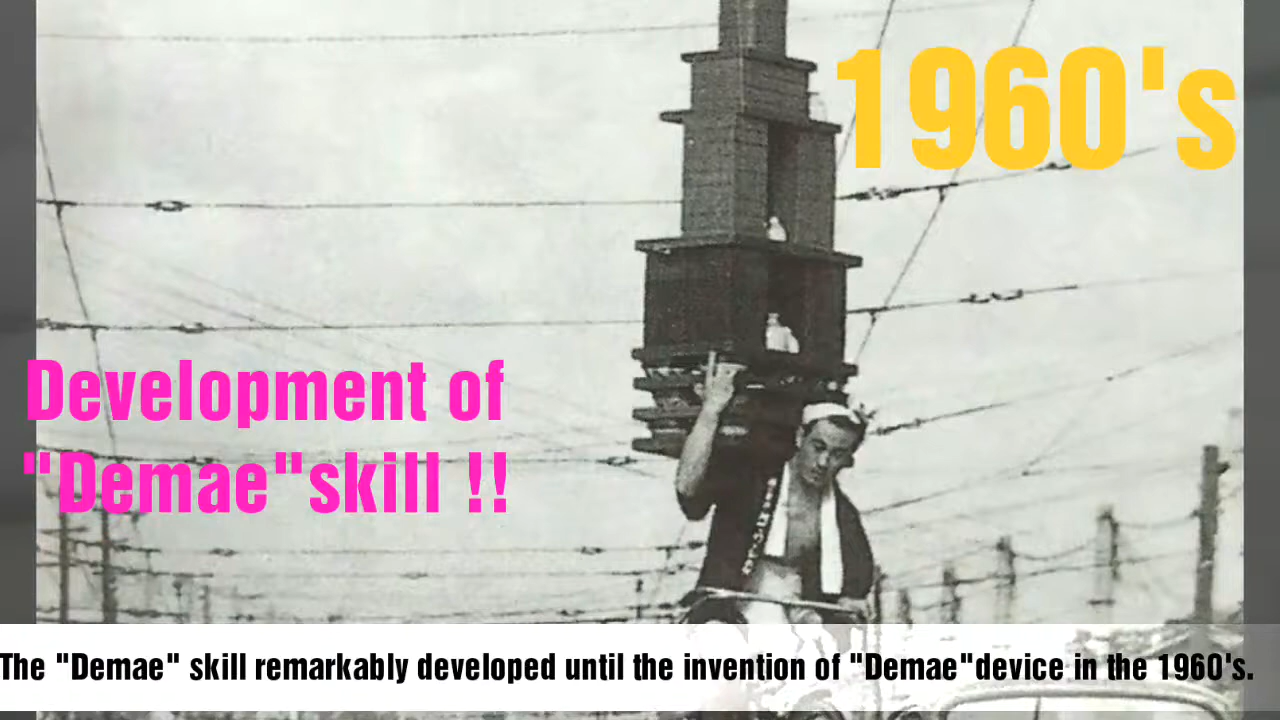 1960's
Development of
"Demae"skill !!
The "Demae" skill remarkably developed until the invention of "Demae"device in the 1960's.